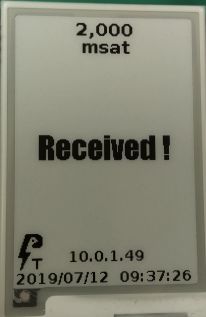 2,000
msat
Received !
T
10.0.1.49
2019/07/12 09:37:26